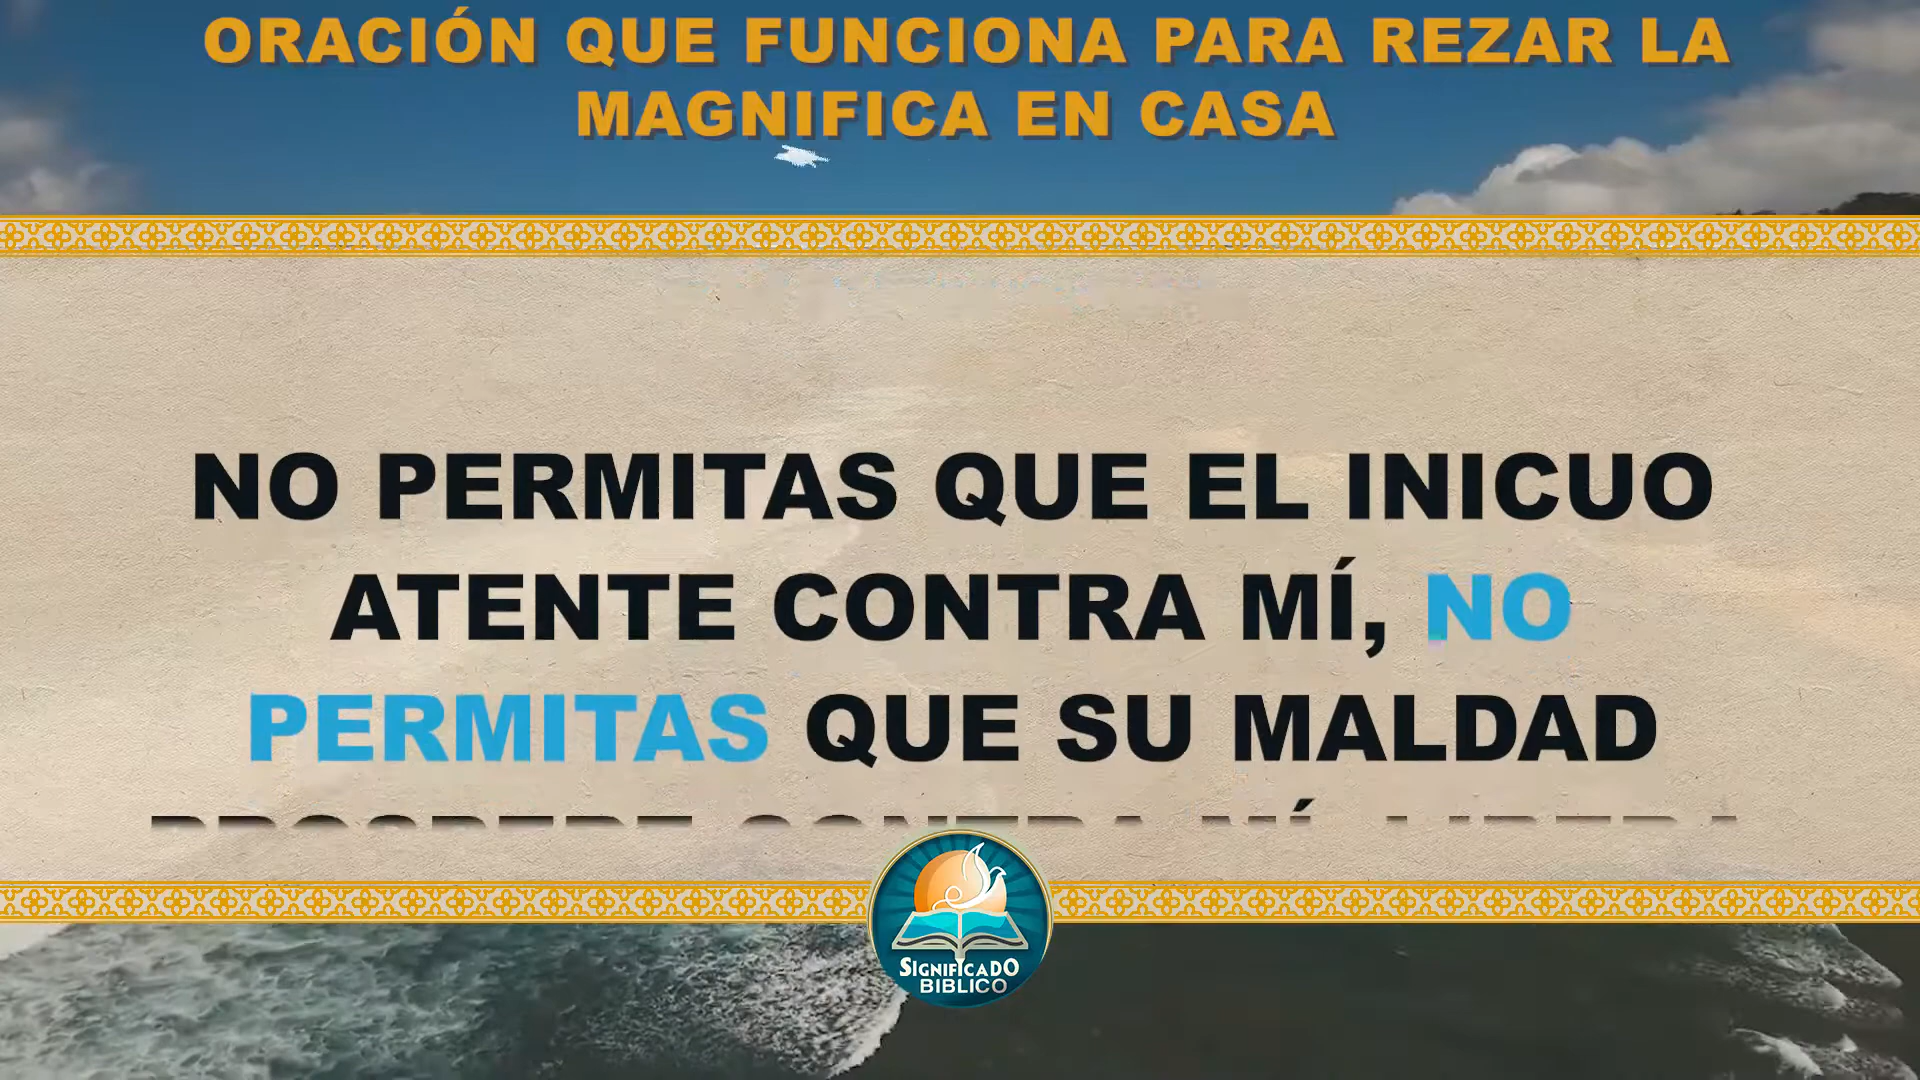 ORACIÓN QUE FUNCIONA PARA REZAR LA
MAGNIFICA EN CASA
NO PERMITAS QUE EL INICUO
ATENTE CONTRA MÍ, NO
PERMITAS QUE SU MALDAD
SIGNIFICADO
BIBLICO